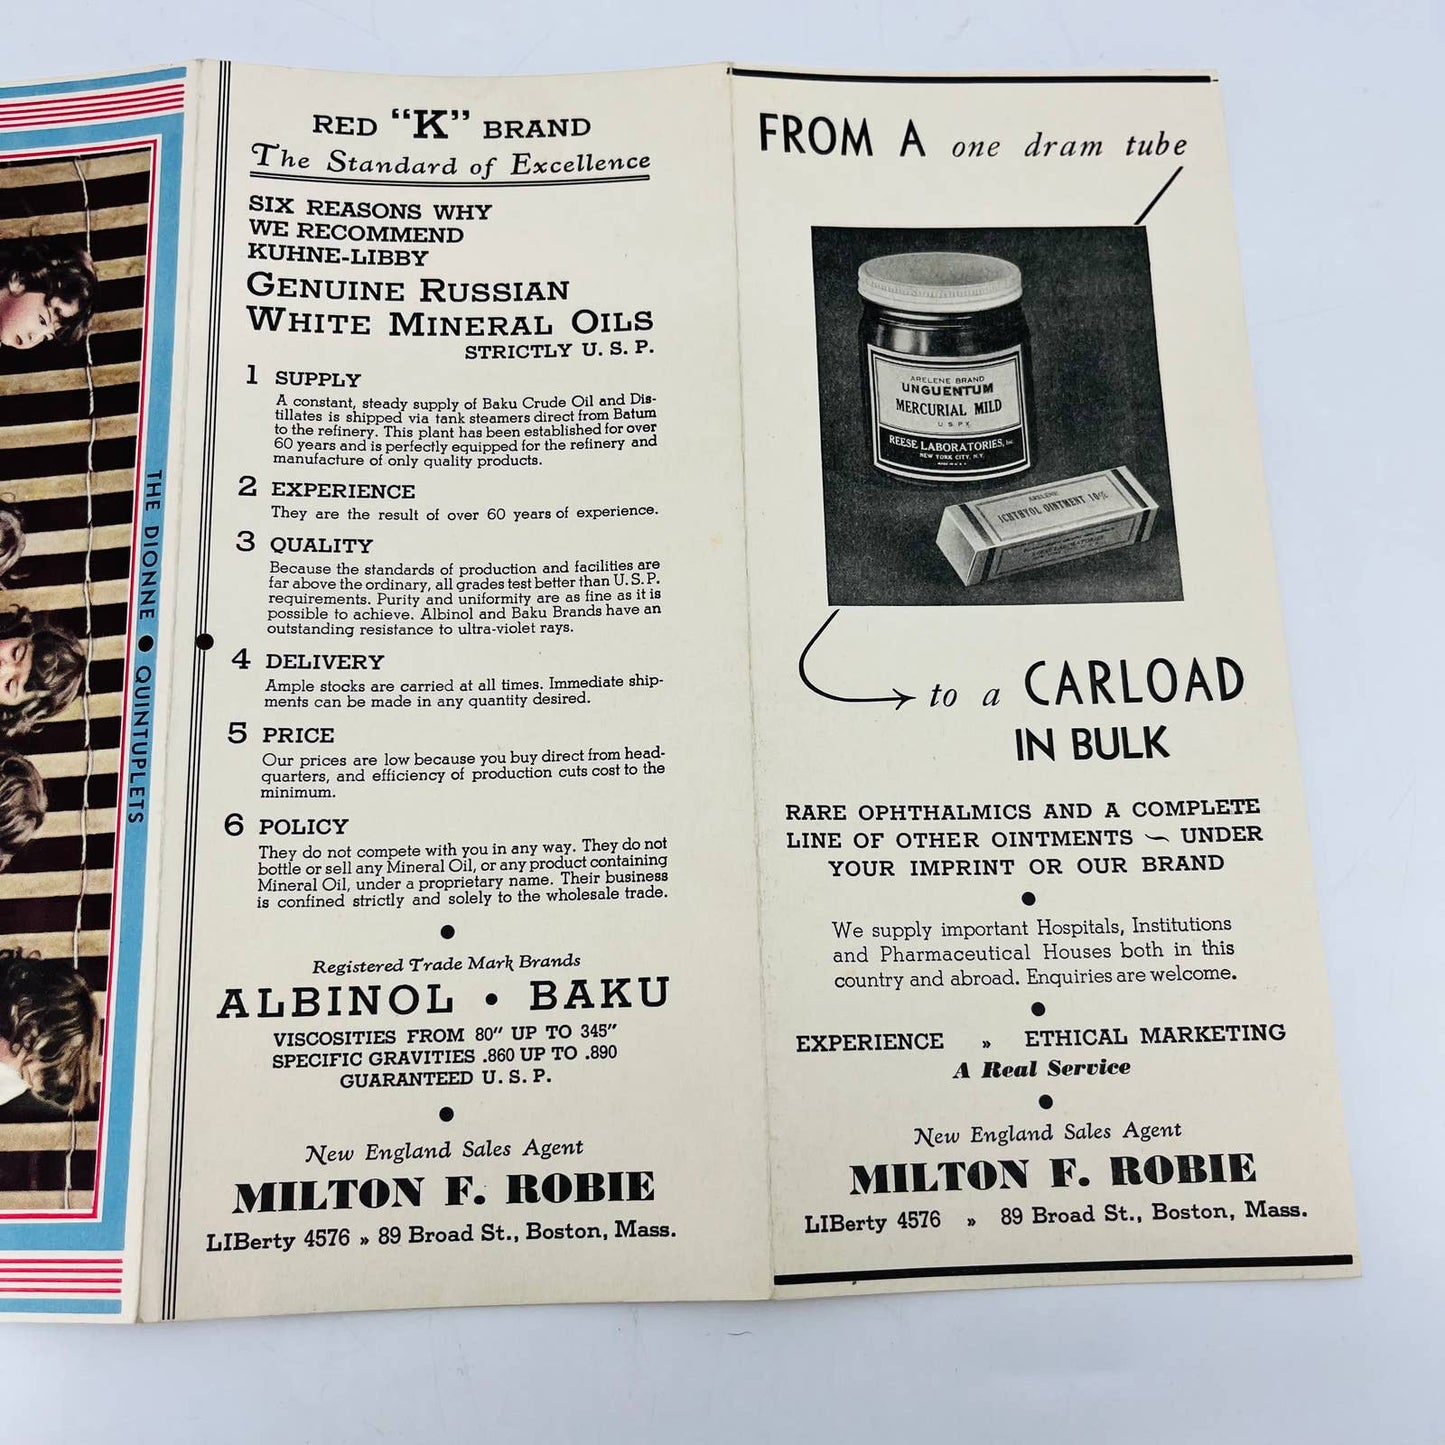 THE DIONNE • QUINTUPLETS
RED "K" BRAND
The Standard of Excellence
SIX REASONS WHY
WE RECOMMEND
KUHNE-LIBBY
GENUINE RUSSIAN
WHITE MINERAL OILS
STRICTLY U. S. P.
1 SUPPLY
A constant, steady supply of Baku Crude Oil and Dis-
tillates is shipped via tank steamers direct from Batum
to the refinery. This plant has been established for over
60 years and is perfectly equipped for the refinery and
manufacture of only quality products.
2 EXPERIENCE
They are the result of over 60 years of experience.
3 QUALITY
Because the standards of production and facilities are
far above the ordinary, all grades test better than U. S. P.
requirements. Purity and uniformity are as fine as it is
possible to achieve. Albinol and Baku Brands have an
outstanding resistance to ultra-violet rays.
4 DELIVERY
Ample stocks are carried at all times. Immediate ship-
ments can be made in any quantity desired.
5 PRICE
Our prices are low because you buy direct from head-
quarters, and efficiency of production cuts cost to the
minimum.
6 POLICY
They do not compete with you in any way. They do not
bottle or sell any Mineral Oil, or any product containing
Mineral Oil, under a proprietary name. Their business
is confined strictly and solely to the wholesale trade.
•
Registered Trade Mark Brands
ALBINOL • BAKU
VISCOSITIES FROM 80" UP TO 345"
SPECIFIC GRAVITIES .860 UP TO .890
GUARANTEED U. S. P.
•
New England Sales Agent
MILTON F. ROBIE
LIBerty 4576 » 89 Broad St., Boston, Mass.
FROM A one dram tube
ARELENE BRAND
UNGUENTUM
MERCURIAL MILD
U. S. P. X
REESE LABORATORIES, Inc
NEW YORK CITY, N.Y.
MADE IN U.S.A.
ARELENE
ICHTHYOL OINTMENT 10%
to a CARLOAD
IN BULK
RARE OPHTHALMICS AND A COMPLETE
LINE OF OTHER OINTMENTS ~ UNDER
YOUR IMPRINT OR OUR BRAND
•
We supply important Hospitals, Institutions
and Pharmaceutical Houses both in this
country and abroad. Enquiries are welcome.
•
EXPERIENCE » ETHICAL MARKETING
A Real Service
•
New England Sales Agent
MILTON F. ROBIE
LIBerty 4576 » 89 Broad St., Boston, Mass.